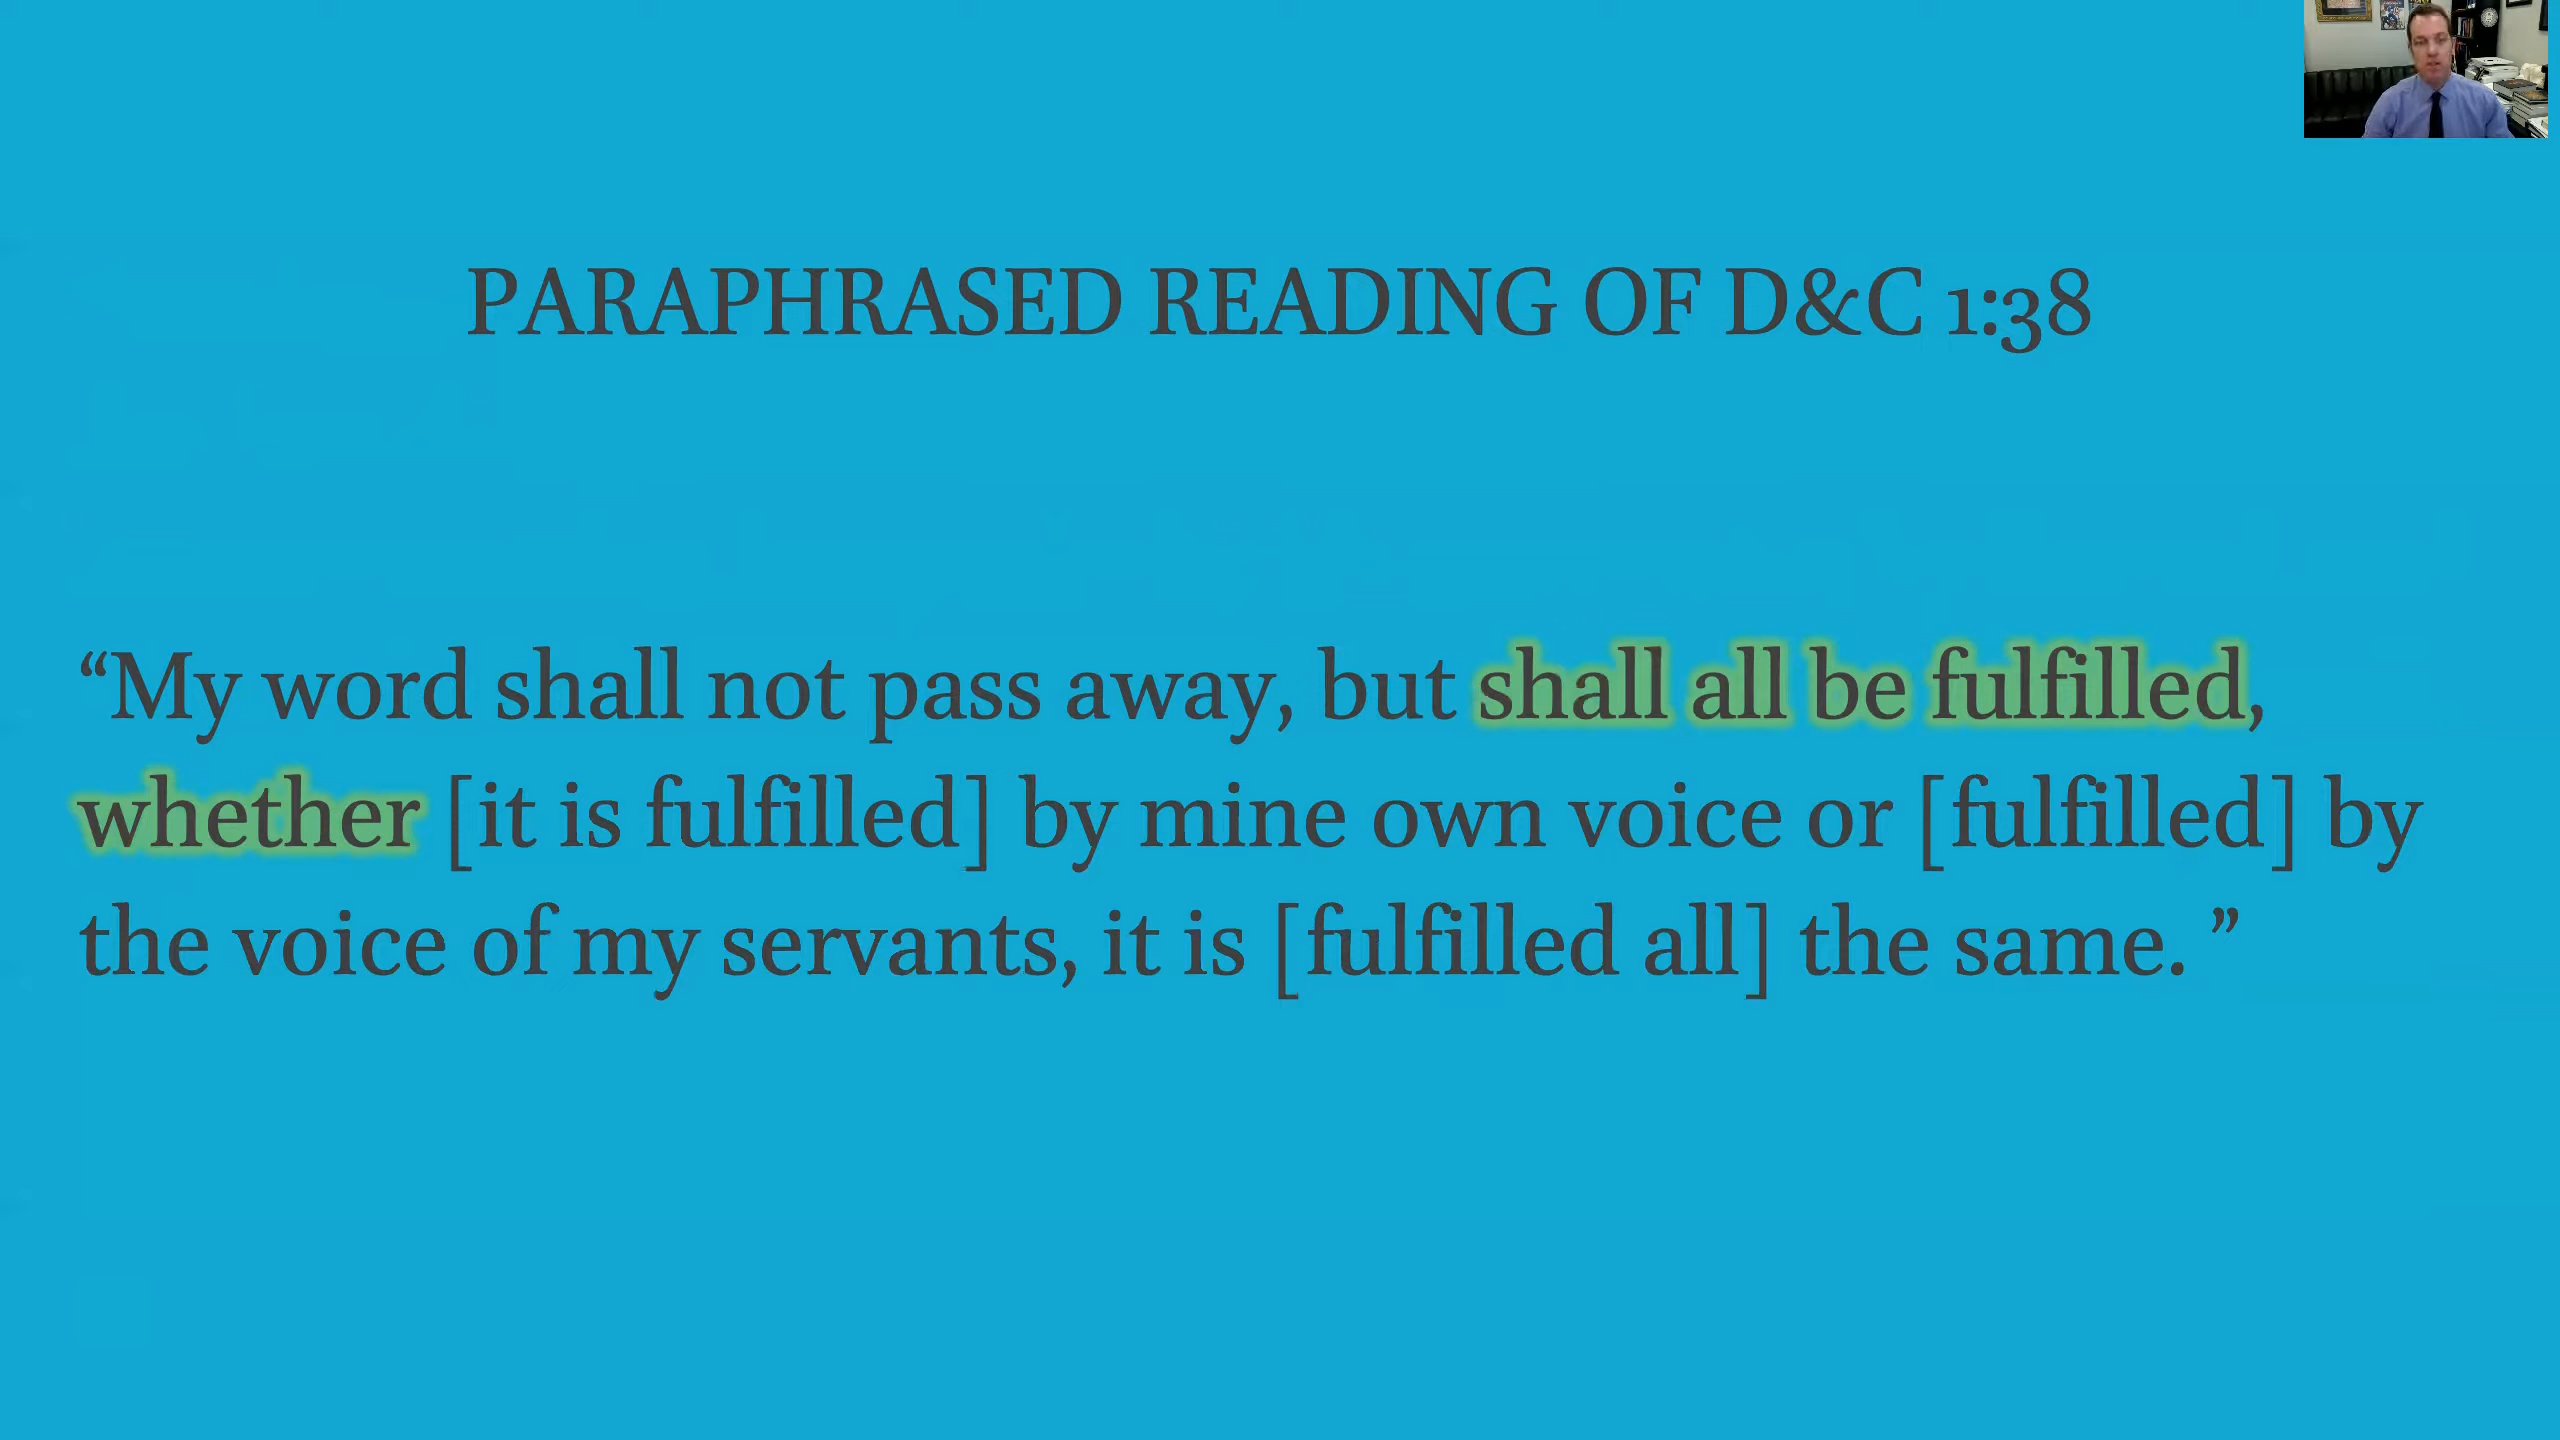 PARAPHRASED READING OF D&C 1:38
“My word shall not pass away, but shall all be fulfilled,
whether [it is fulfilled] by mine own voice or [fulfilled] by
the voice of my servants, it is [fulfilled all] the same. ”